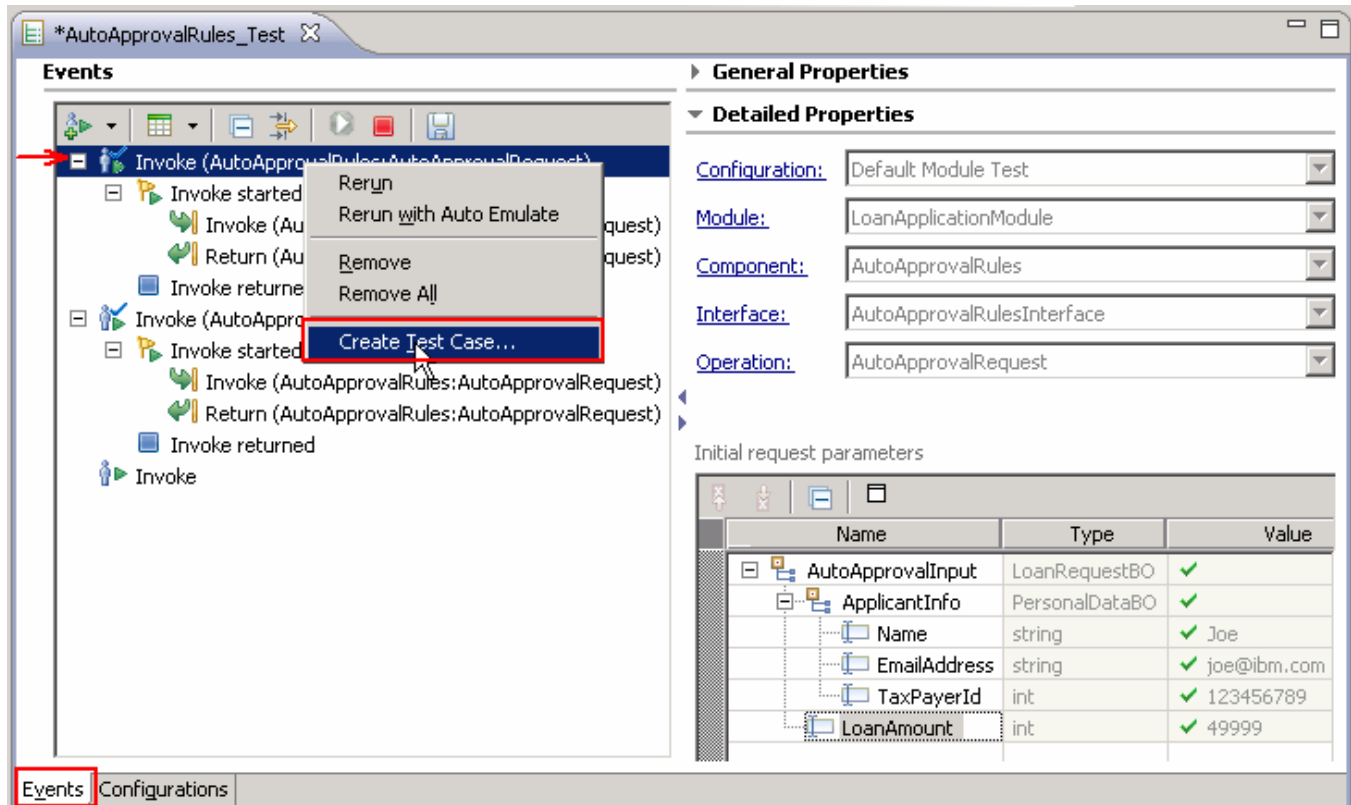 *AutoApprovalRules_Test
Events
Invoke (AutoApprovalRules:AutoApprovalRequest)
Invoke started
Invoke (Au
quest)
Return (Au
quest)
Invoke returne
Invoke (AutoAppro
Invoke started
Invoke (AutoApprovalRules:AutoApprovalRequest)
Return (AutoApprovalRules:AutoApprovalRequest)
Invoke returned
Invoke
Rerun
Rerun with Auto Emulate
Remove
Remove All
Create Test Case...
General Properties
Detailed Properties
Configuration: Default Module Test
Module: LoanApplicationModule
Component: AutoApprovalRules
Interface: AutoApprovalRulesInterface
Operation: AutoApprovalRequest
Initial request parameters
Name Type Value
AutoApprovalInput LoanRequestBO
ApplicantInfo PersonalDataBO
Name string Joe
EmailAddress string joe@ibm.com
TaxPayerId int 123456789
LoanAmount int 49999
Events Configurations